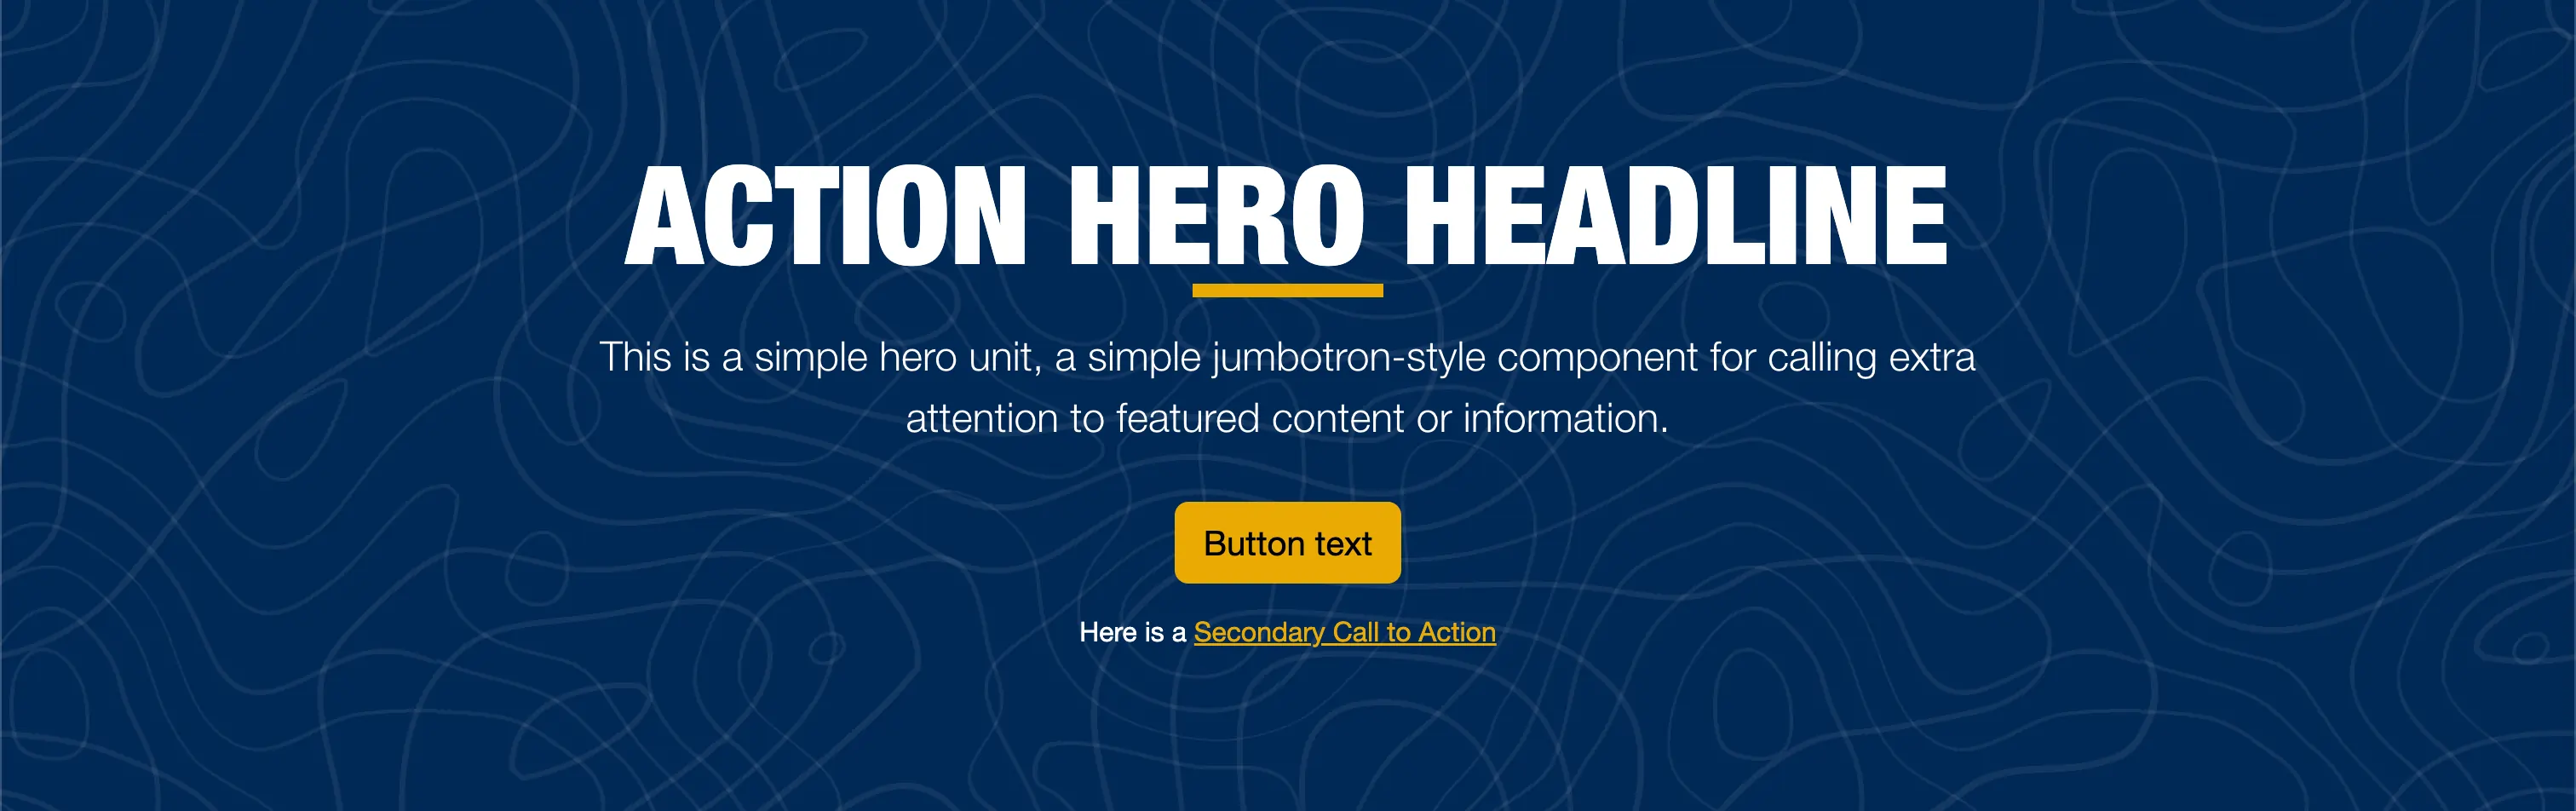 ACTION HERO HEADLINE
This is a simple hero unit, a simple jumbotron-style component for calling extra
attention to featured content or information.
Button text
Here is a Secondary Call to Action